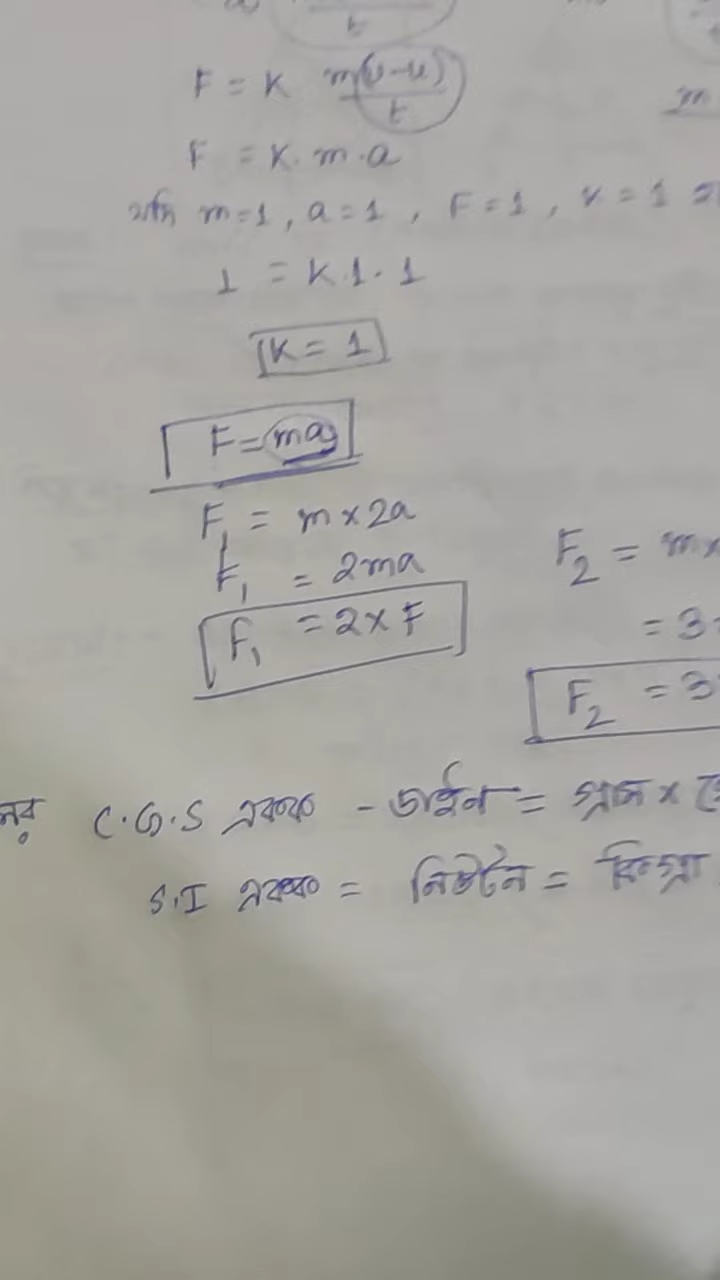 t
F = K m(v-u)/t
m
F = K. m.a
যদি m=1, a=1, F=1, K=1
1 = K.1.1
K = 1
F = ma
F₁ = m×2a
F₂ = m×
F₁ = 2ma
= 3
F₁ = 2×F
F₂ = 3
C.G.S একক - ডাইন = গ্রাম ×
S.I একক = নিউটন = কিগ্রা